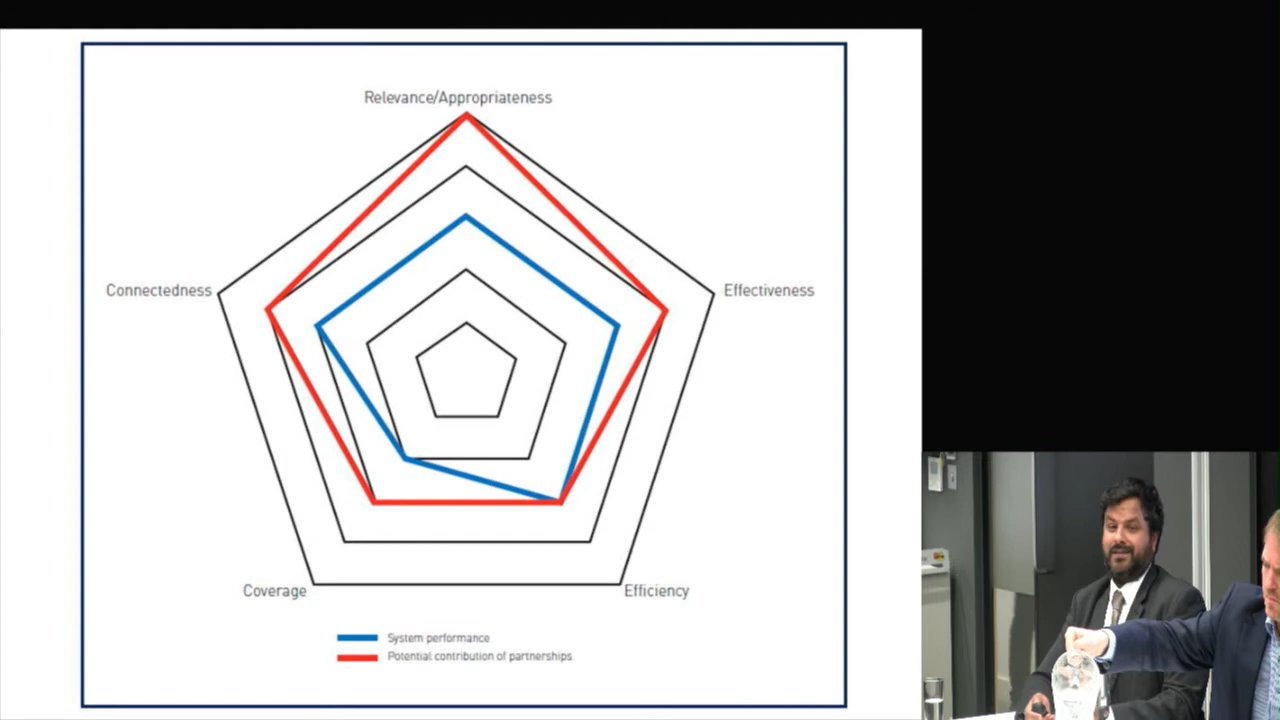 Relevance/Appropriateness
Connectedness
Effectiveness
Coverage
Efficiency
System performance
Potential contribution of partnerships